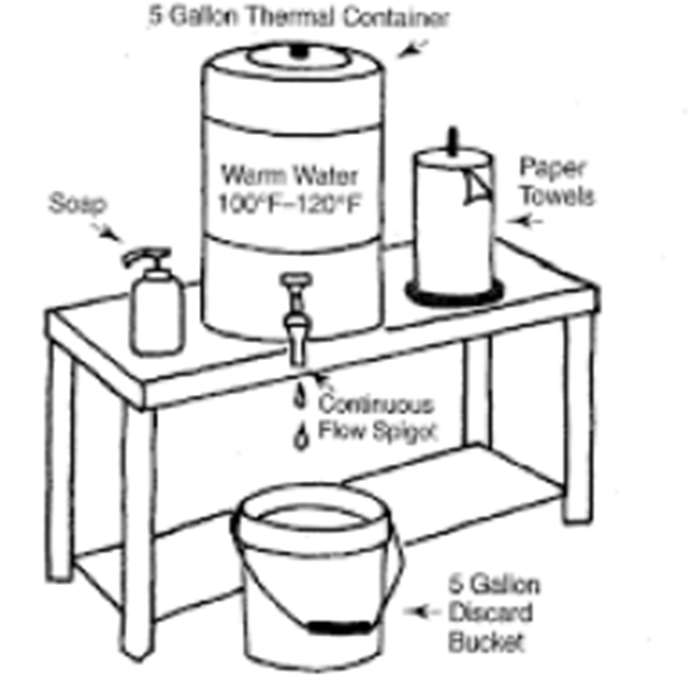 5 Gallon Thermal Container
Warm Water
100°F–120°F
Paper
Towels
Soap
Continuous
Flow Spigot
5 Gallon
Discard
Bucket